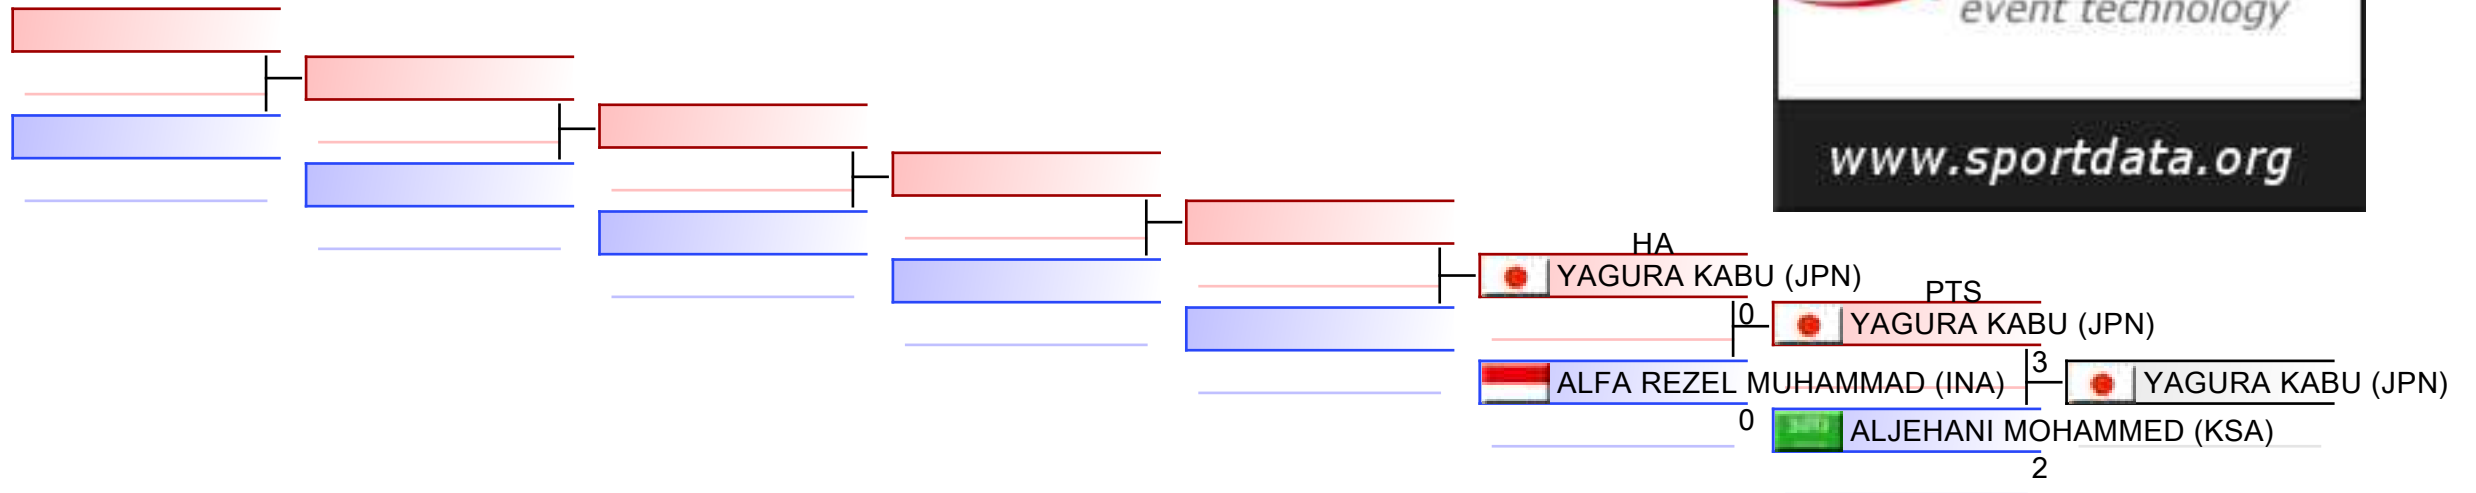 event technology
www.sportdata.org
HA
YAGURA KABU (JPN)
0
PTS
YAGURA KABU (JPN)
3
ALFA REZEL MUHAMMAD (INA)
0
YAGURA KABU (JPN)
ALJEHANI MOHAMMED (KSA)
2